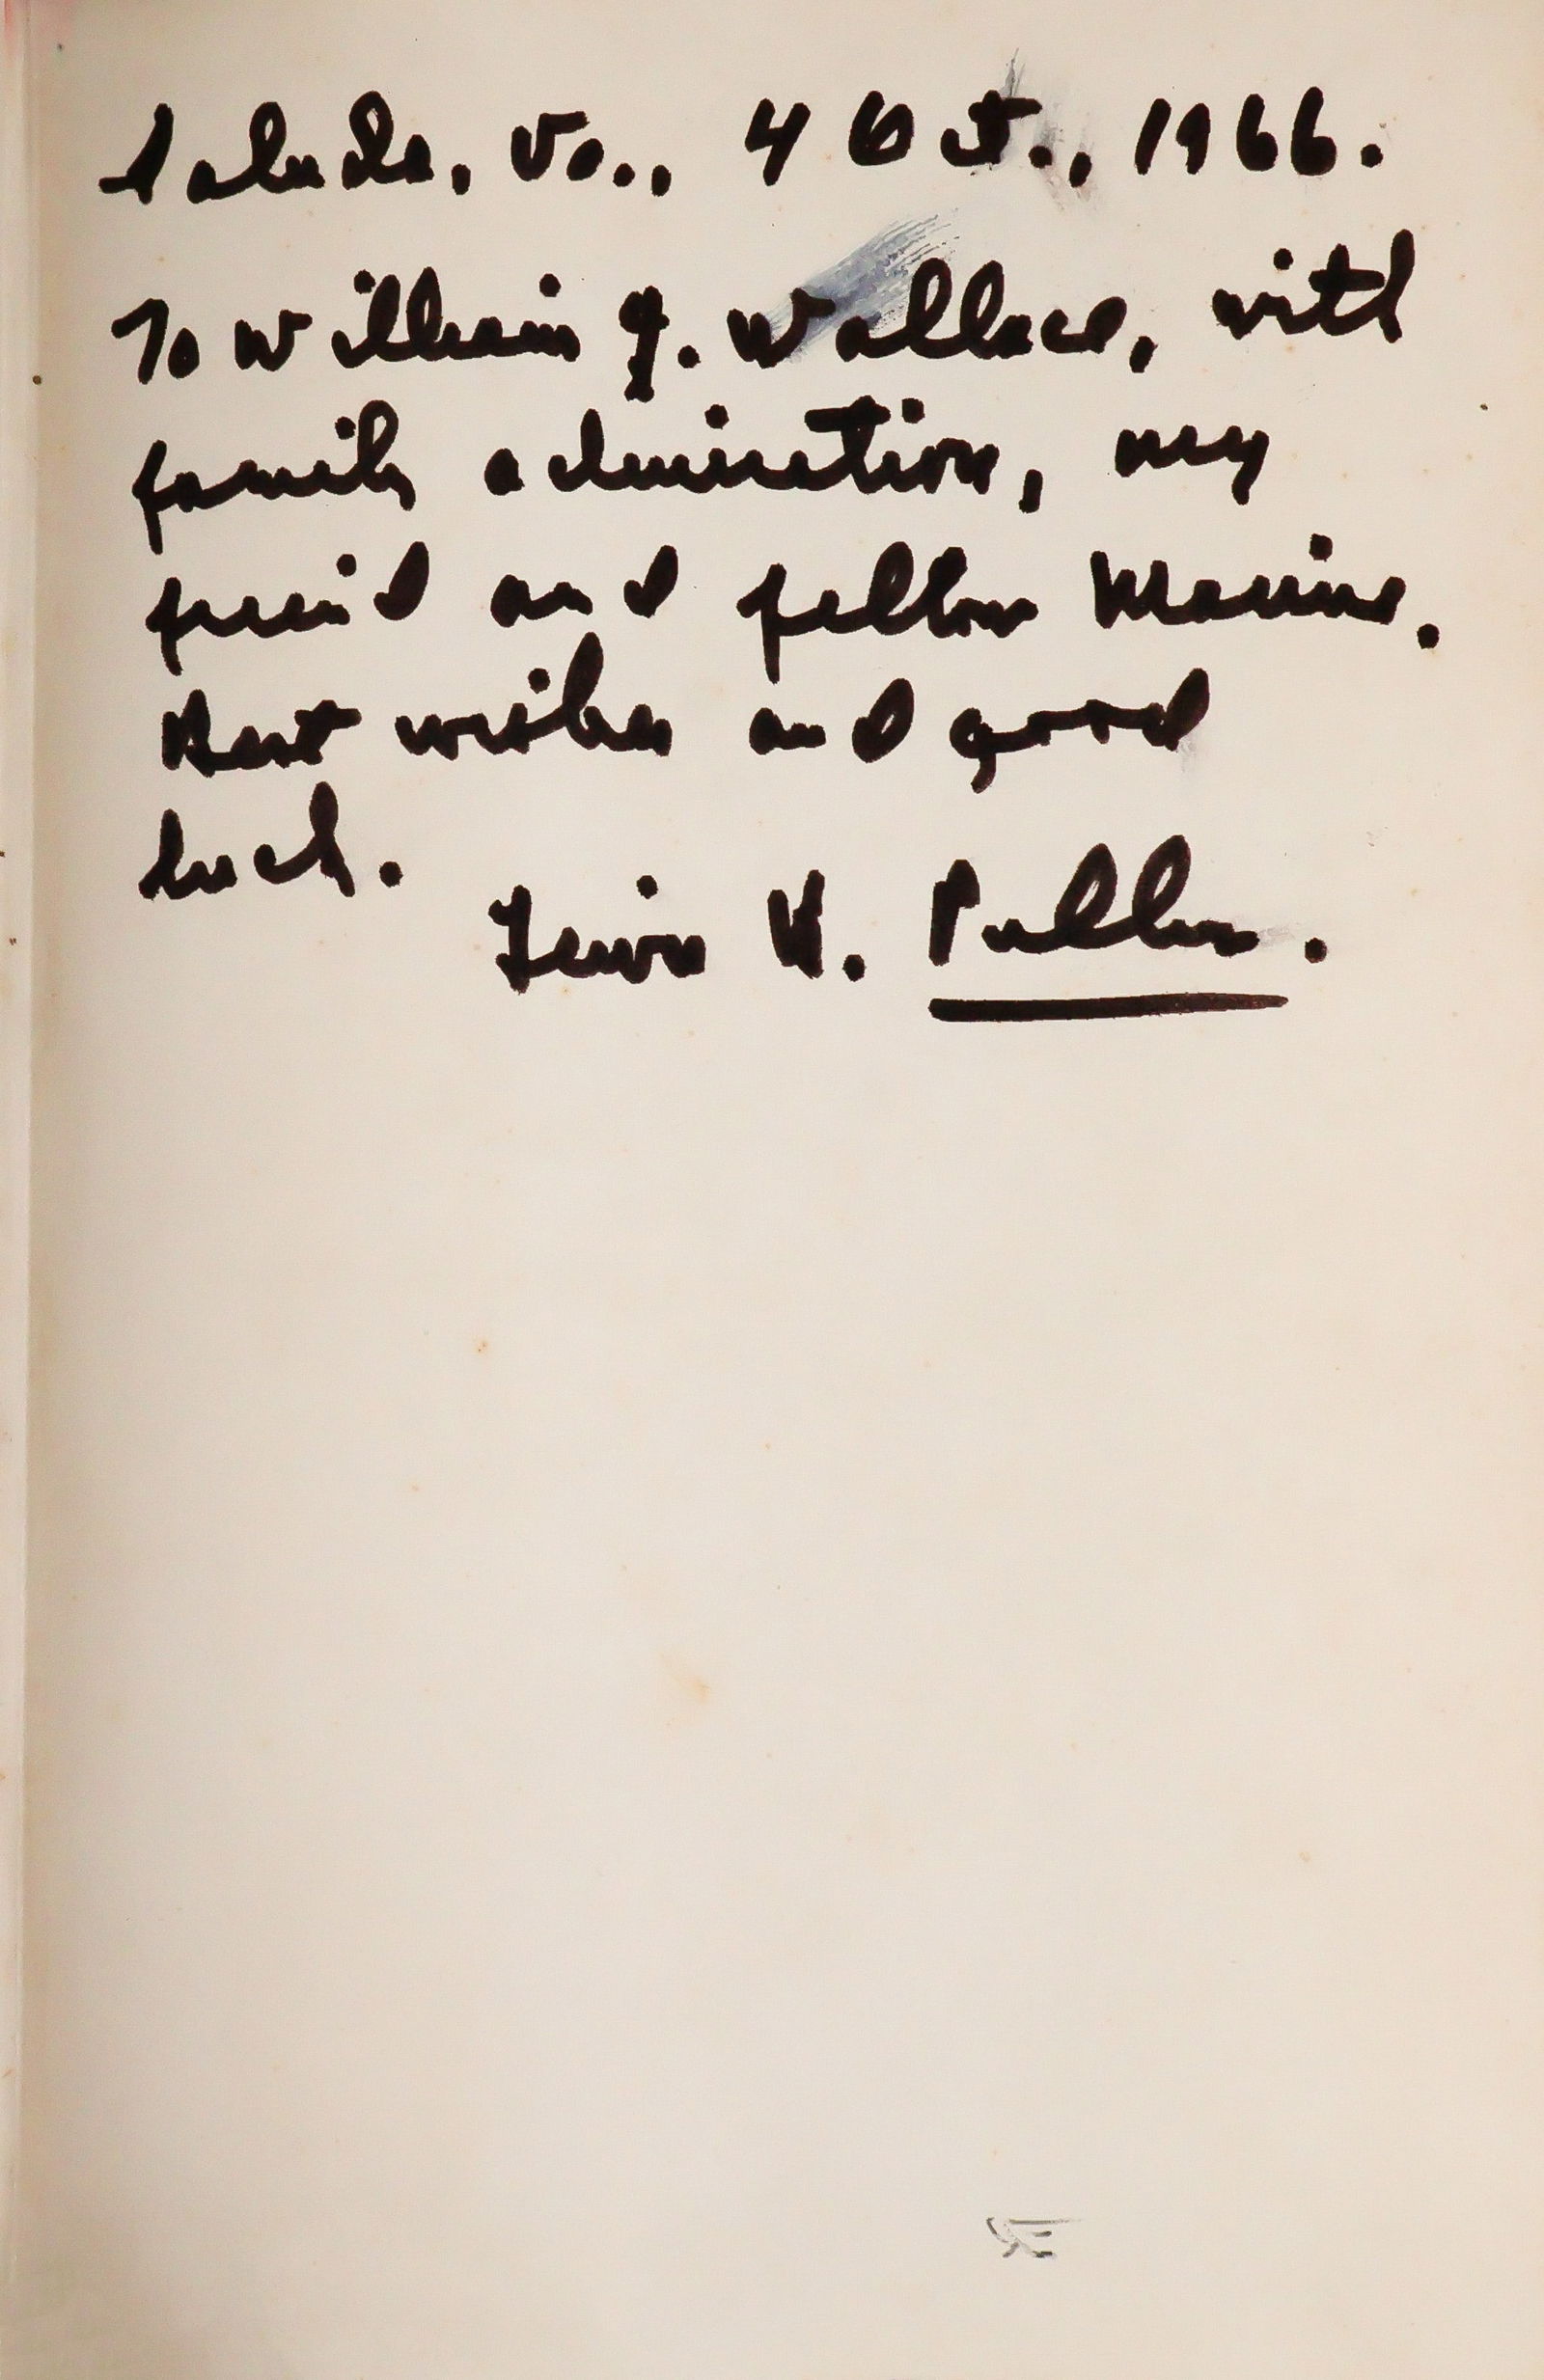 Saluda, Va., 4 Oct., 1966.
To William J. Wallace, with
family admiration, my
friend and fellow Marine.
Best wishes and good
luck.
Lewis B. Puller.